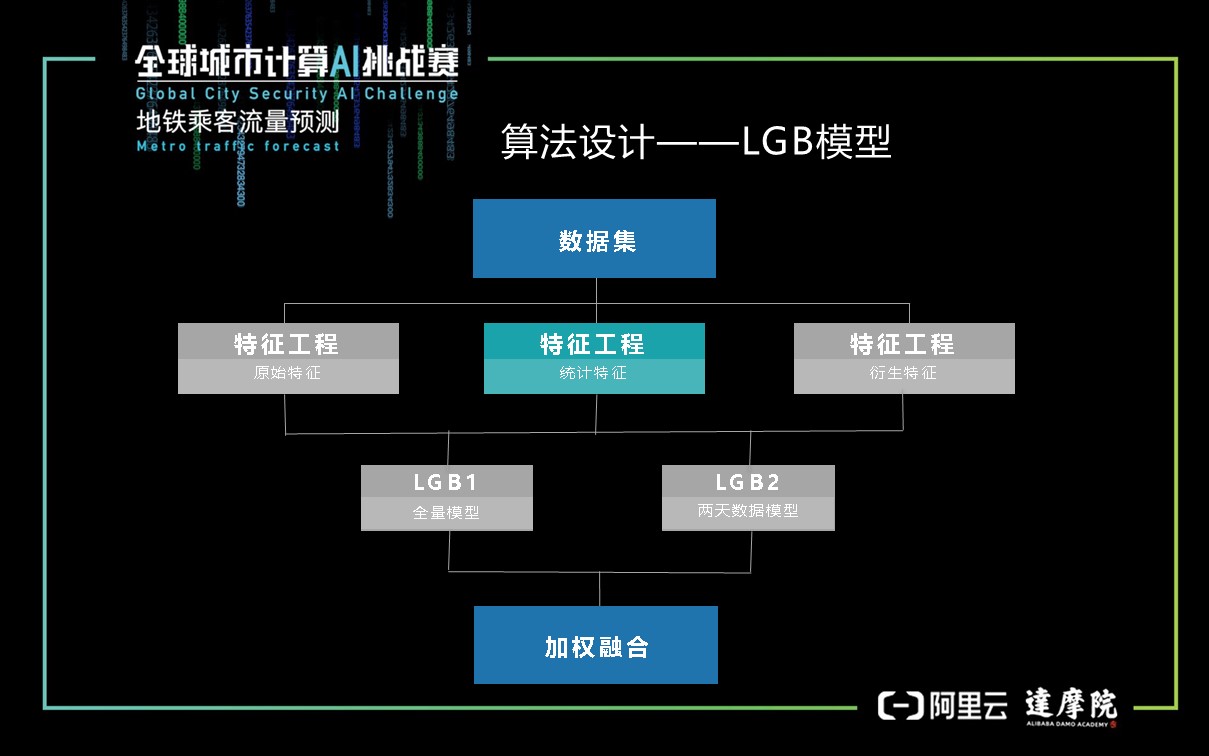 全球城市计算AI挑战赛
Global City Security AI Challenge
地铁乘客流量预测
Metro traffic forecast
算法设计——LGB模型
数据集
特征工程 特征工程 特征工程
原始特征 统计特征 衍生特征
LGB1 LGB2
全量模型 两天数据模型
加权融合
阿里云 達摩院
ALIBABA DAMO ACADEMY